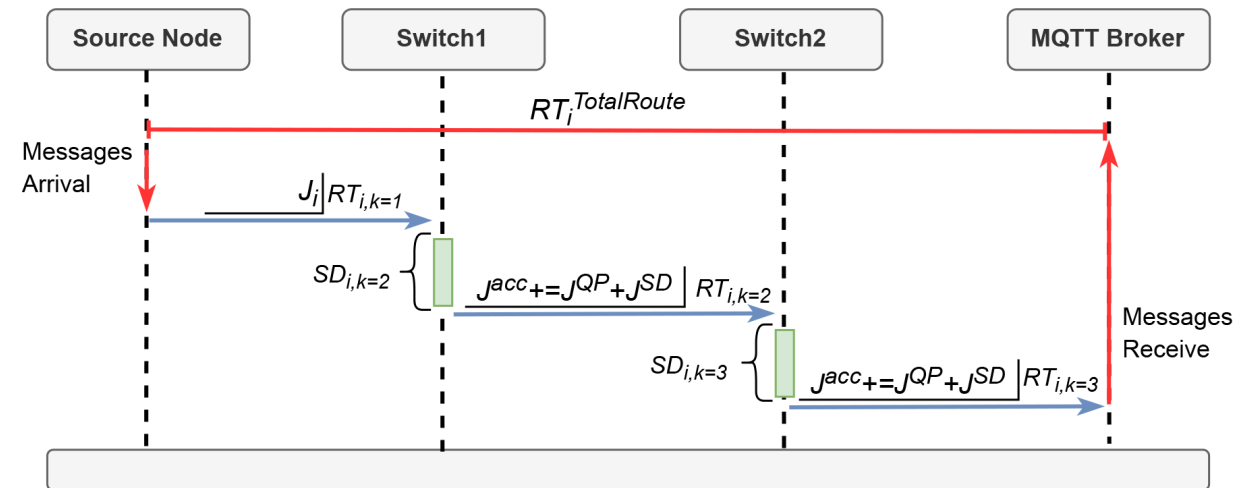 Source Node
Switch1
Switch2
MQTT Broker
RT_i^TotalRoute
Messages
Arrival
J_i
RT_i,k=1
SD_i,k=2
J^acc+=J^QP+J^SD
RT_i,k=2
Messages
Receive
SD_i,k=3
J^acc+=J^QP+J^SD
RT_i,k=3